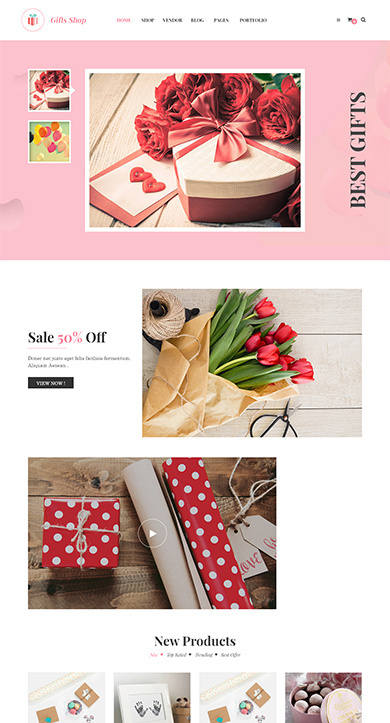 Gifts Shop
HOME SHOP VENDOR BLOG PAGES PORTFOLIO
BEST GIFTS
Sale 50% Off
Donec nec justo eget felis facilisis fermentum.
Aliquam Aenean...
VIEW NOW !
LOVE
New Products
New Top Rated Trending Best Offer